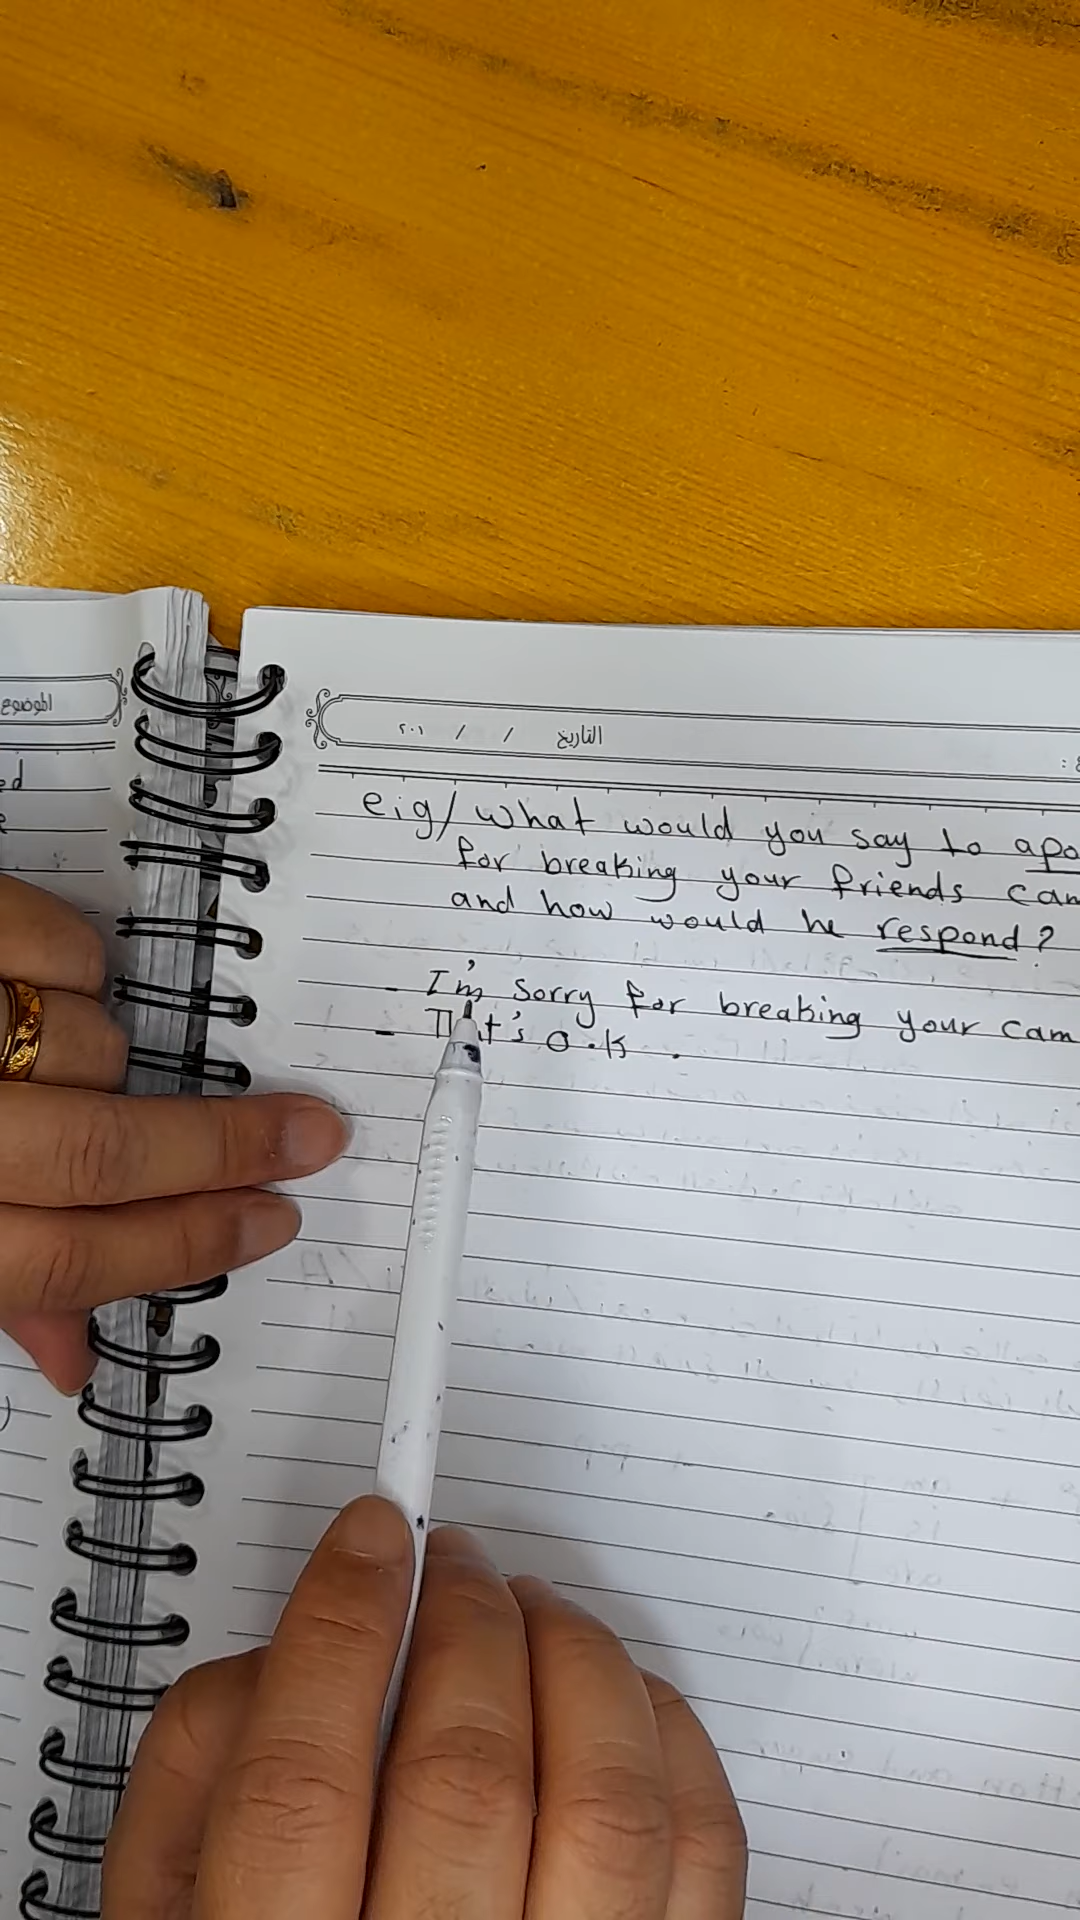 الموضوع
ed
التاريخ / / ٢٠١
e.g/ what would you say to apo
for breaking your friends cam
and how would he respond?
- I'm sorry for breaking your cam
- That's O.K.